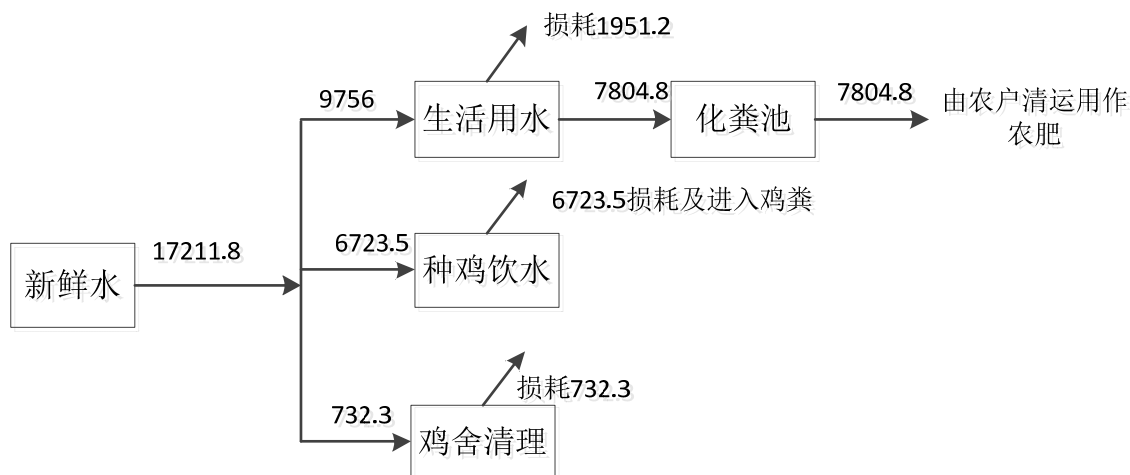 损耗1951.2
9756
生活用水
7804.8
化粪池
7804.8
由农户清运用作
农肥
6723.5损耗及进入鸡粪
17211.8
6723.5
新鲜水
种鸡饮水
损耗732.3
732.3
鸡舍清理